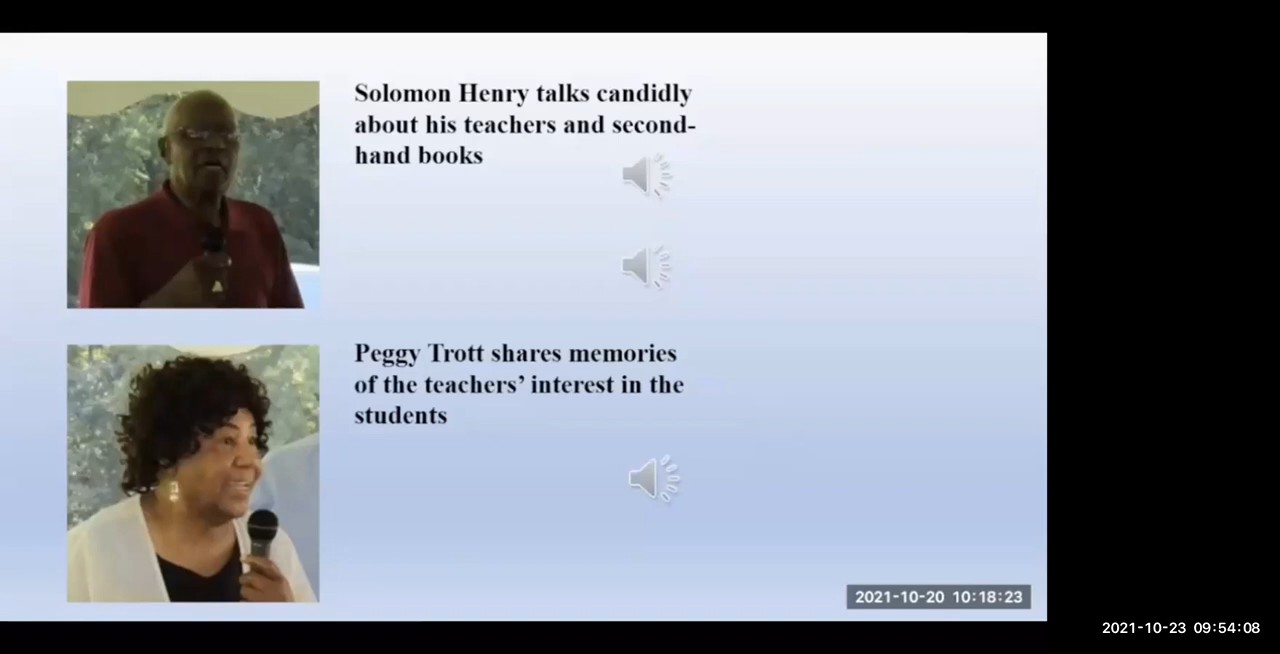 Solomon Henry talks candidly
about his teachers and second-
hand books
Peggy Trott shares memories
of the teachers’ interest in the
students
2021-10-20 10:18:23
2021-10-23 09:54:08